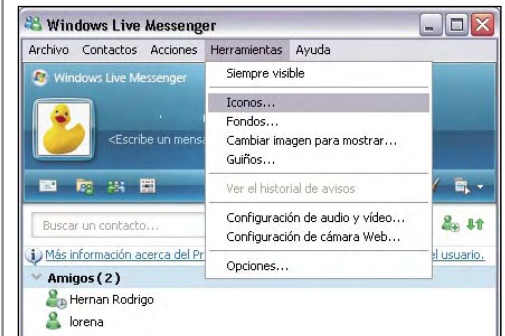 Windows Live Messenger
Archivo Contactos Acciones Herramientas Ayuda
Windows Live Messenger
<Escribe un mensa
Siempre visible
Iconos...
Fondos...
Cambiar imagen para mostrar...
Guiños...
Ver el historial de avisos
Configuración de audio y vídeo...
Configuración de cámara Web...
Opciones...
Buscar un contacto...
Más información acerca del Pr
el usuario.
Amigos (2)
Hernan Rodrigo
lorena